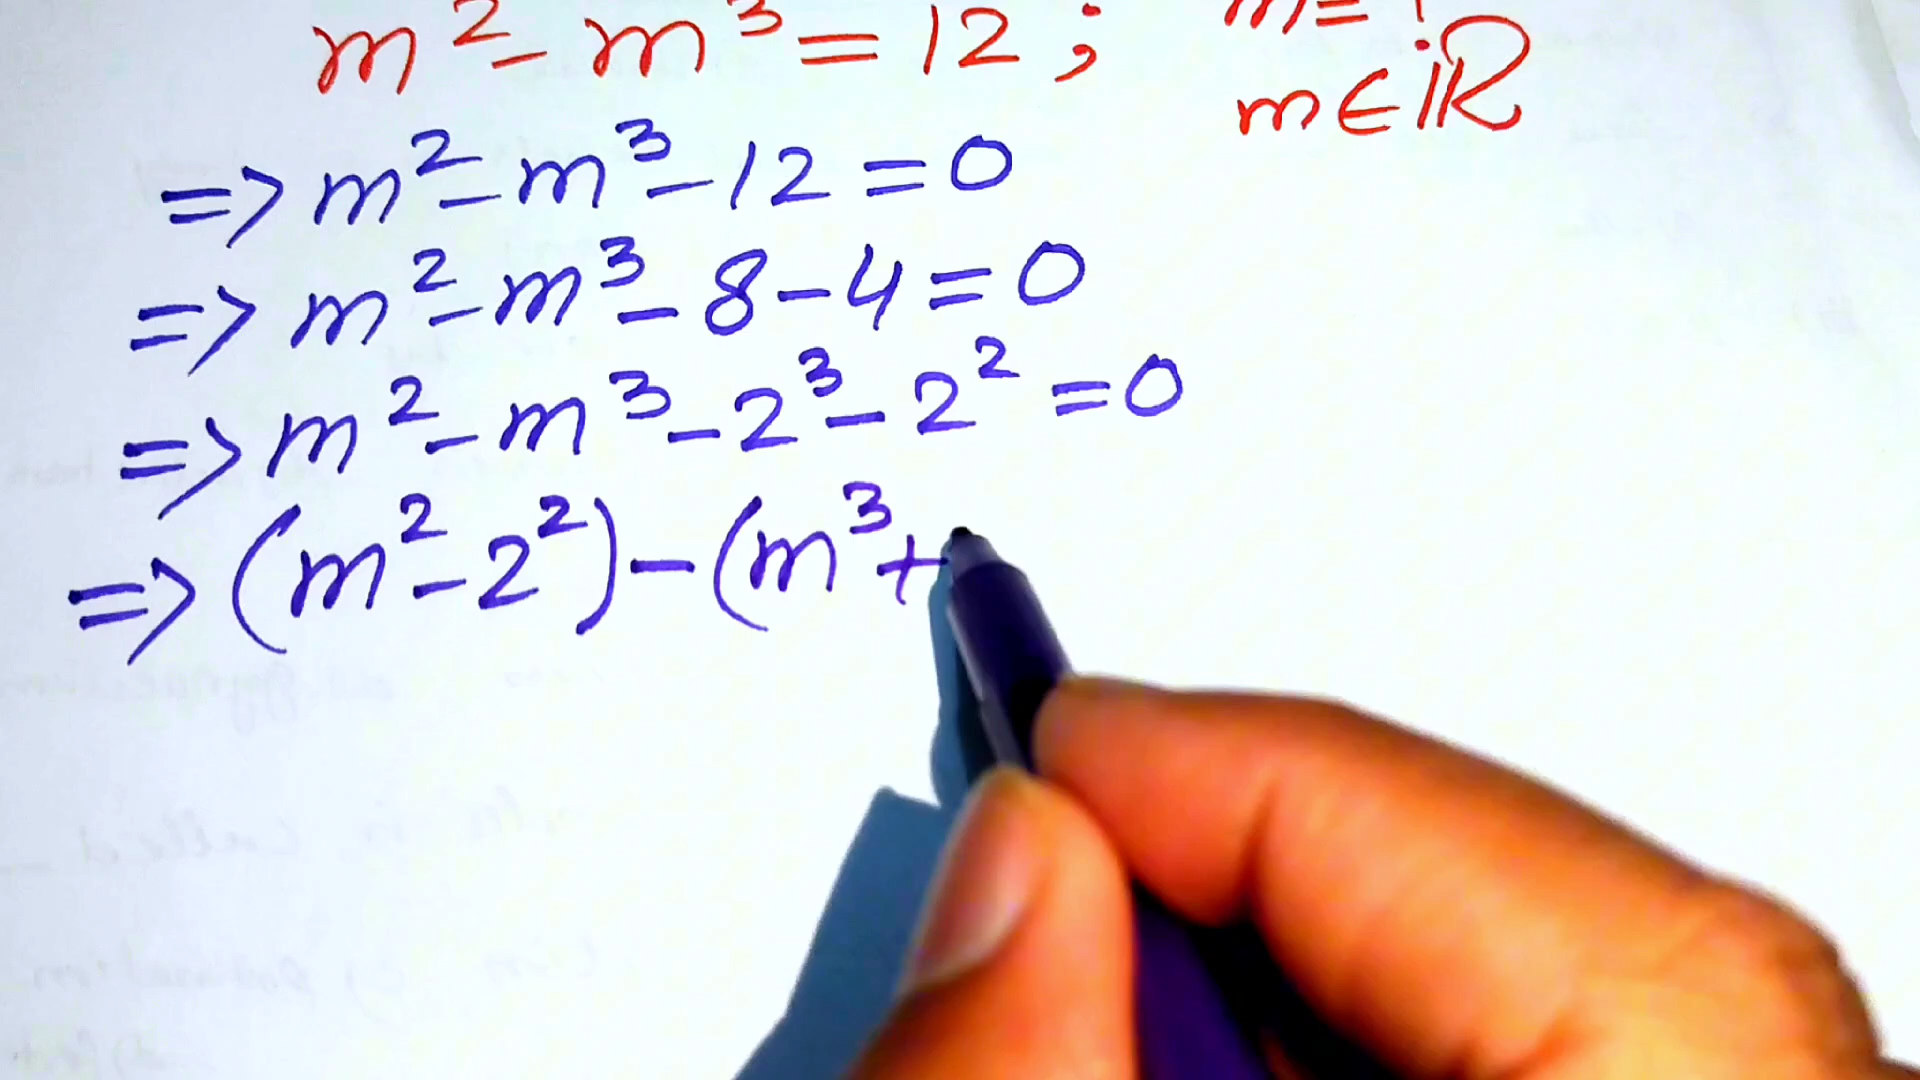 m² - m³ = 12 ; m = ?
m ∈ ℝ
=> m² - m³ - 12 = 0
=> m² - m³ - 8 - 4 = 0
=> m² - m³ - 2³ - 2² = 0
=> (m² - 2²) - (m³ +